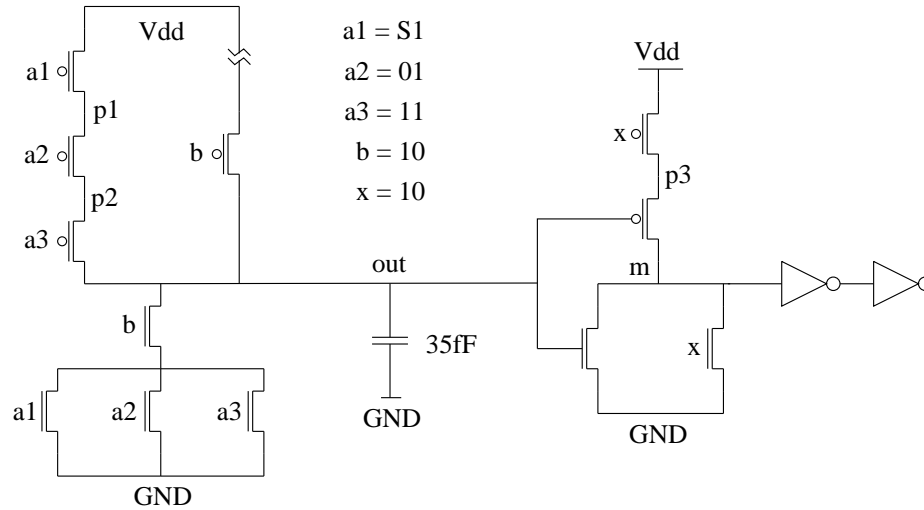 Vdd
a1 = S1
a2 = 01
a3 = 11
b = 10
x = 10
Vdd
a1
p1
a2
b
x
p2
p3
a3
out
m
b
35fF
x
a1
a2
a3
GND
GND
GND